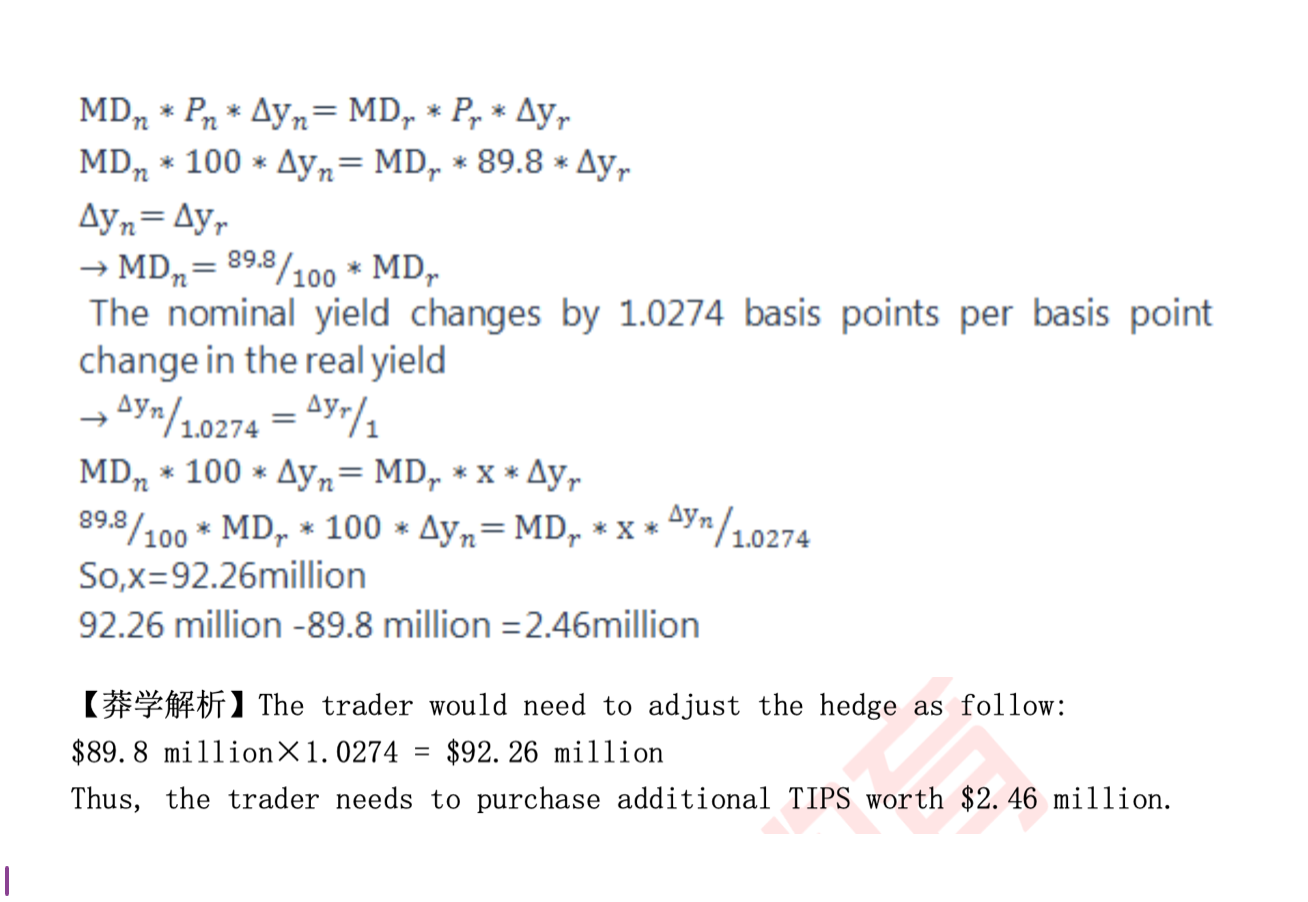 MDₙ * Pₙ * Δyₙ= MDᵣ * Pᵣ * Δyᵣ
MDₙ * 100 * Δyₙ= MDᵣ * 89.8 * Δyᵣ
Δyₙ= Δyᵣ
→ MDₙ= 89.8/100 * MDᵣ
The nominal yield changes by 1.0274 basis points per basis point
change in the real yield
→ Δyₙ/1.0274 = Δyᵣ/1
MDₙ * 100 * Δyₙ= MDᵣ * x * Δyᵣ
89.8/100 * MDᵣ * 100 * Δyₙ= MDᵣ * x * Δyₙ/1.0274
So,x=92.26million
92.26 million -89.8 million =2.46million
【莽学解析】The trader would need to adjust the hedge as follow:
$89.8 million×1.0274 = $92.26 million
Thus, the trader needs to purchase additional TIPS worth $2.46 million.